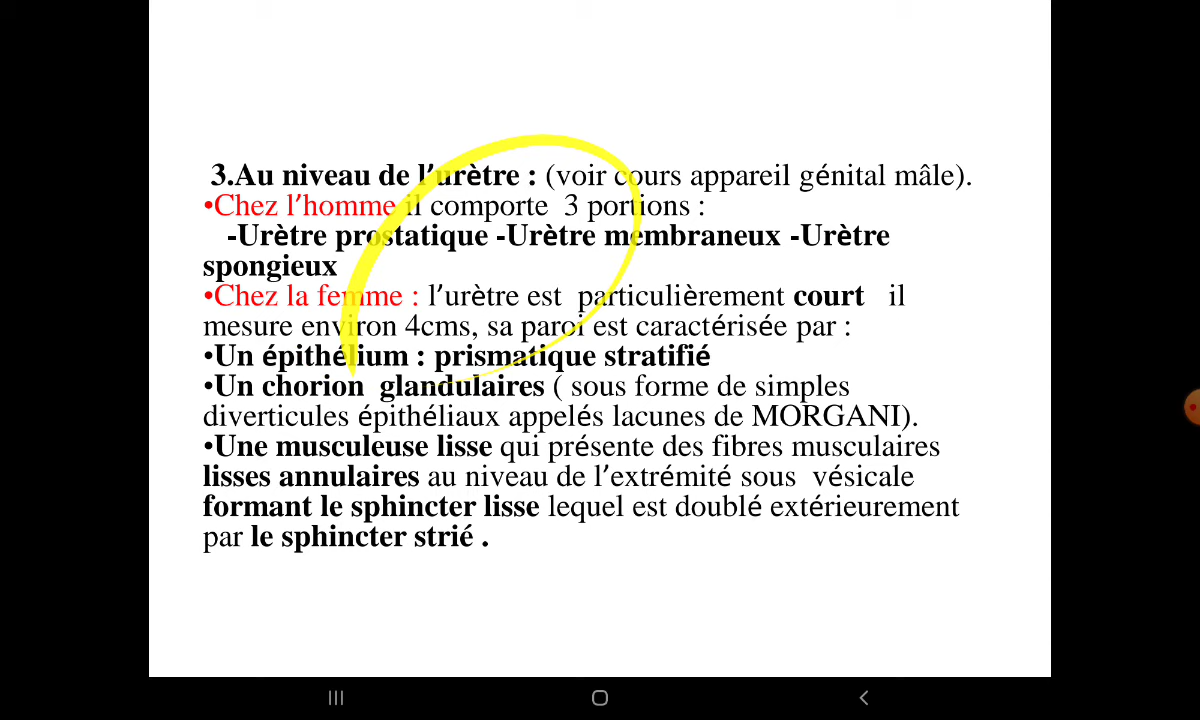 3.Au niveau de l’urètre : (voir cours appareil génital mâle).
•Chez l’homme il comporte 3 portions :
-Urètre prostatique -Urètre membraneux -Urètre
spongieux
•Chez la femme : l’urètre est particulièrement court il
mesure environ 4cms, sa paroi est caractérisée par :
•Un épithélium : prismatique stratifié
•Un chorion glandulaires ( sous forme de simples
diverticules épithéliaux appelés lacunes de MORGANI).
•Une musculeuse lisse qui présente des fibres musculaires
lisses annulaires au niveau de l’extrémité sous vésicale
formant le sphincter lisse lequel est doublé extérieurement
par le sphincter strié .